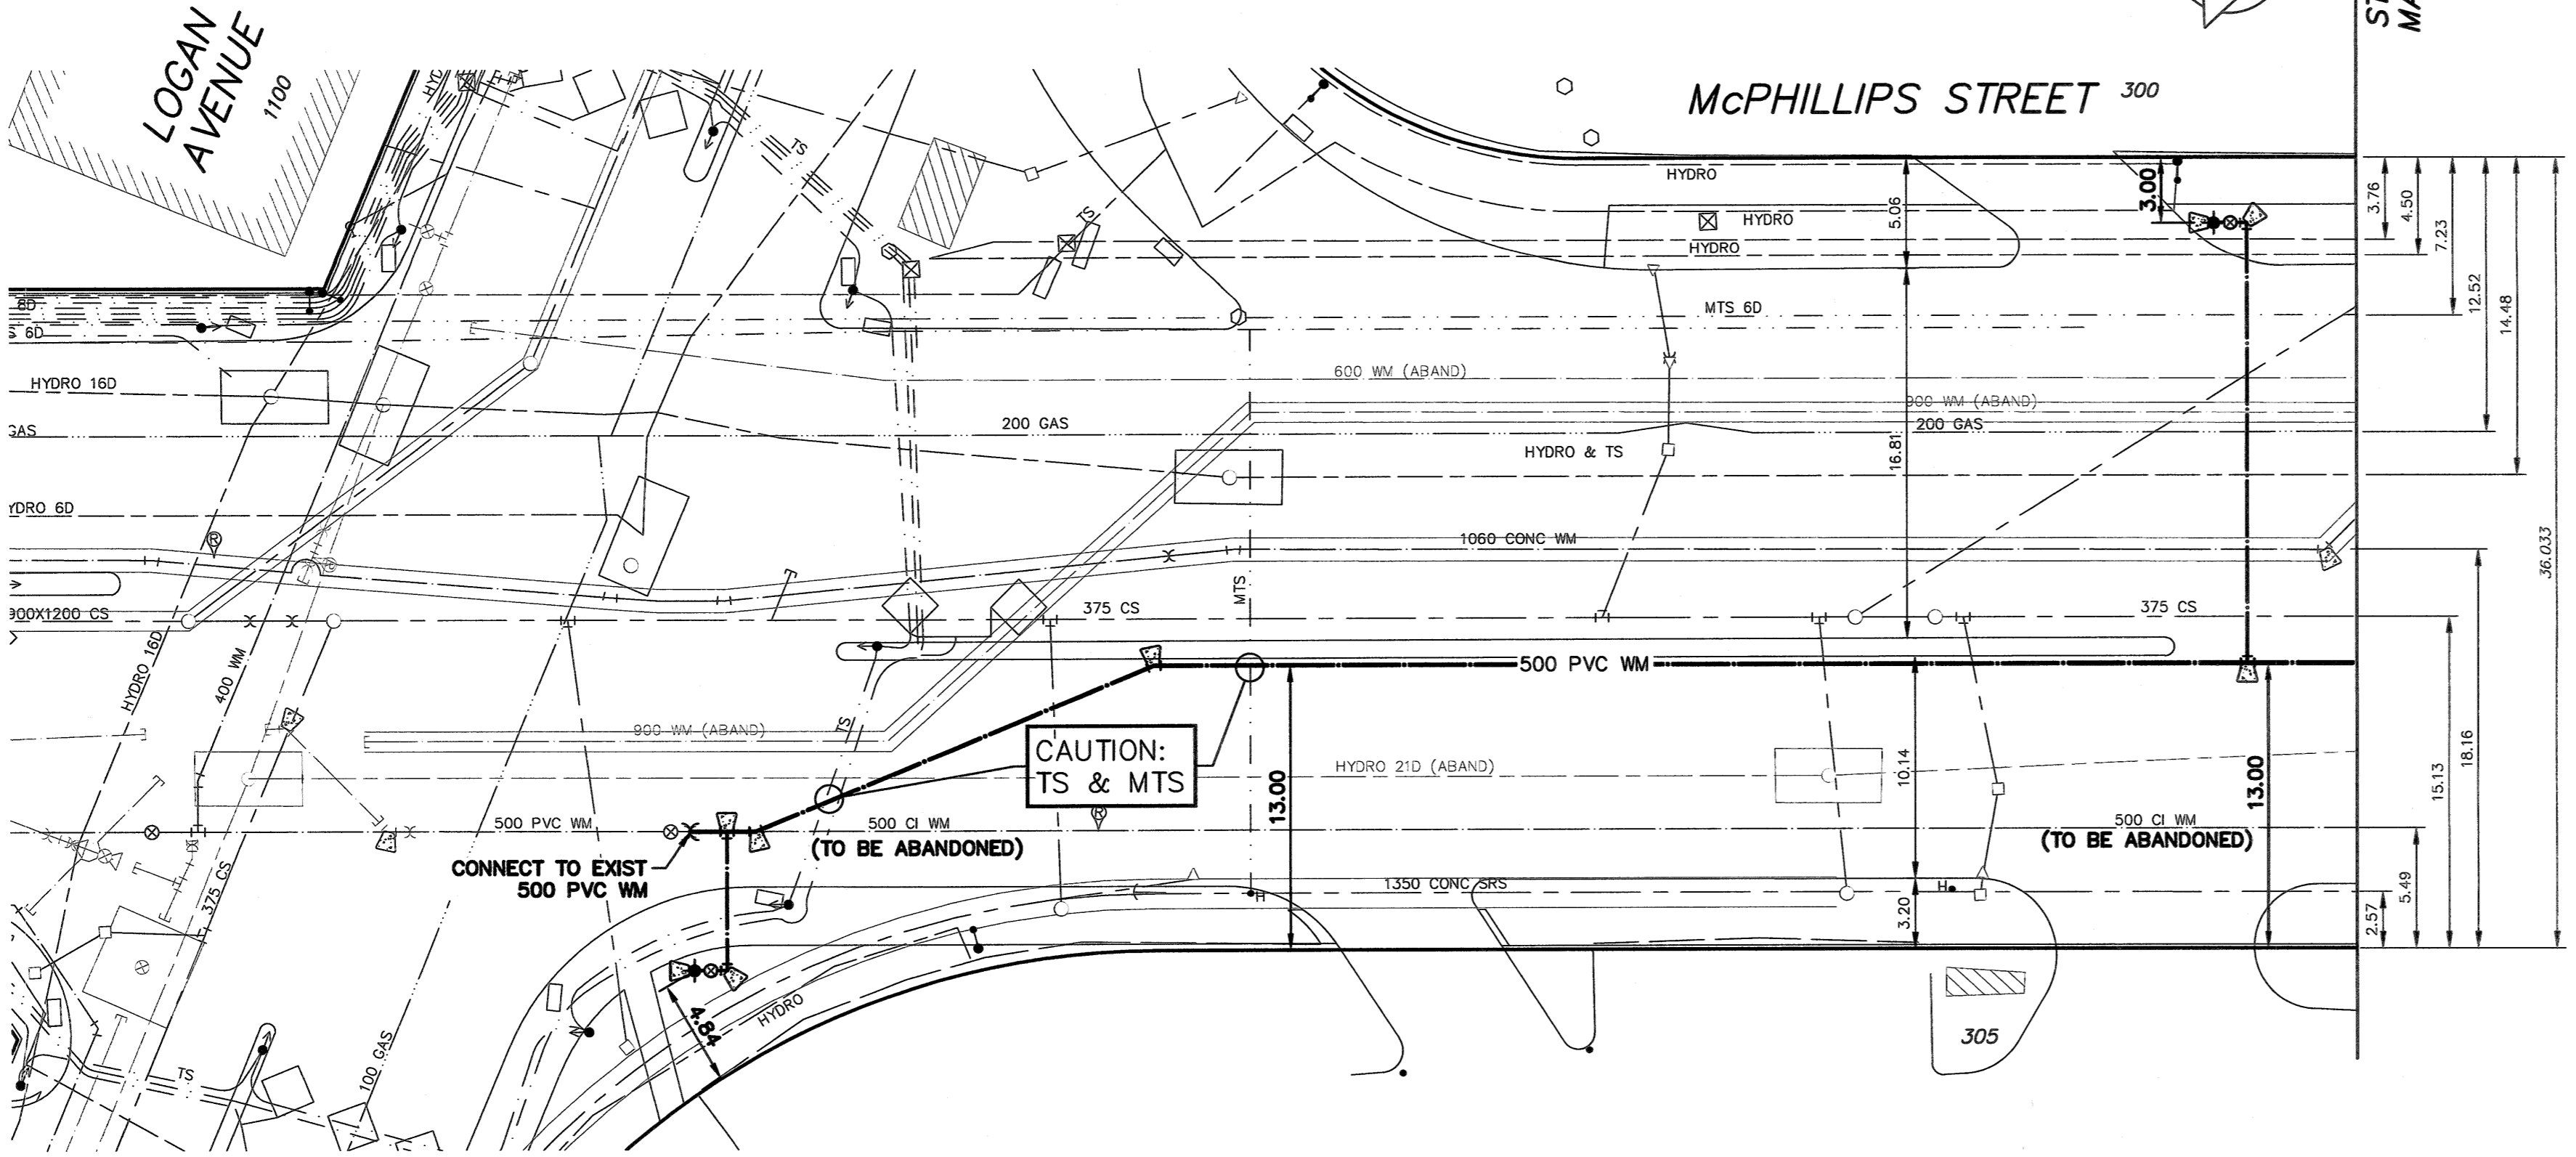 LOGAN
AVENUE
1100
McPHILLIPS STREET 300
ST
MA
HYD
TS
HYDRO
HYDRO
HYDRO
TS
5.06
3.00
3.76
4.50
7.23
12.52
14.48
36.033
6D
S 6D
MTS 6D
HYDRO 16D
600 WM (ABAND)
900 WM (ABAND)
GAS
200 GAS
200 GAS
HYDRO & TS
16.81
YDRO 6D
R
R
1060 CONC WM
MTS
900X1200 CS
375 CS
375 CS
HYDRO 16D
400 WM
500 PVC WM
900 WM (ABAND)
TS
CAUTION:
TS & MTS
HYDRO 21D (ABAND)
13.00
10.14
13.00
15.13
18.16
R
500 PVC WM
500 CI WM
(TO BE ABANDONED)
500 CI WM
(TO BE ABANDONED)
CONNECT TO EXIST
500 PVC WM
375 CS
1350 CONC SRS
H
H
3.20
2.57
5.49
4.84
HYDRO
100 GAS
TS
305